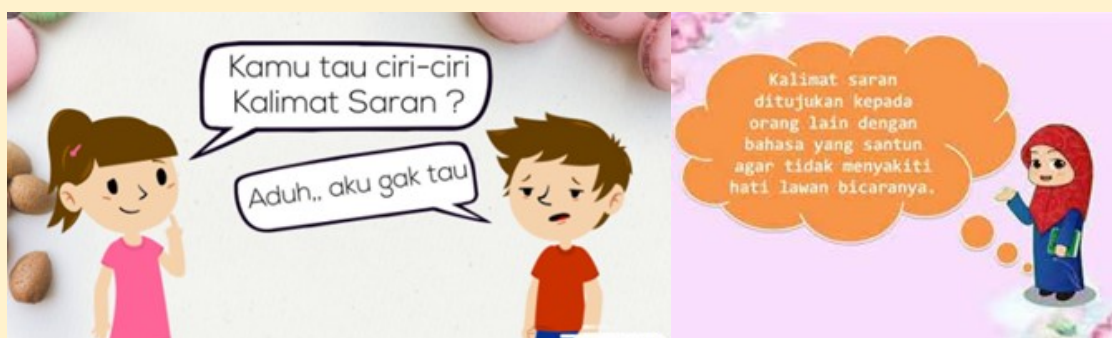 Kamu tau ciri-ciri
Kalimat Saran ?
Aduh,, aku gak tau
Kalimat saran
ditujukan kepada
orang lain dengan
bahasa yang santun
agar tidak menyakiti
hati lawan bicaranya.